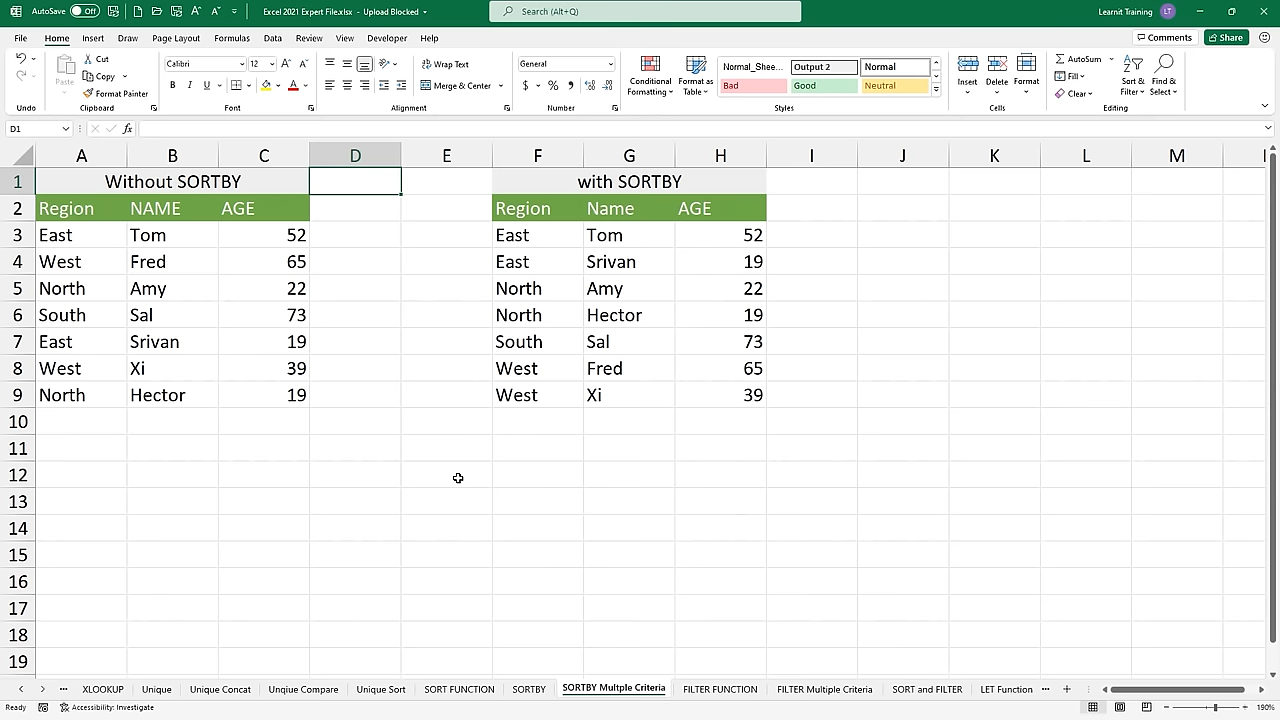 AutoSave Off Excel 2021 Expert File.xlsx - Upload Blocked Search (Alt+Q) Learnit Training LT
File Home Insert Draw Page Layout Formulas Data Review View Developer Help Comments Share
Cut
Copy
Format Painter
Paste
Undo Clipboard
Calibri 12
B I U
Font
Wrap Text
Merge & Center
Alignment
General
$ % 9
Number
Conditional Formatting
Format as Table
Normal_Shee... Output 2 Normal
Bad Good Neutral
Styles
Insert Delete Format
Cells
AutoSum
Fill
Clear
Sort & Filter
Find & Select
Editing
D1 fx
A B C D E F G H I J K L M
1 Without SORTBY with SORTBY
2 Region NAME AGE Region Name AGE
3 East Tom 52 East Tom 52
4 West Fred 65 East Srivan 19
5 North Amy 22 North Amy 22
6 South Sal 73 North Hector 19
7 East Srivan 19 South Sal 73
8 West Xi 39 West Fred 65
9 North Hector 19 West Xi 39
10
11
12
13
14
15
16
17
18
19
XLOOKUP Unique Unique Concat Unqiue Compare Unique Sort SORT FUNCTION SORTBY SORTBY Multple Criteria FILTER FUNCTION FILTER Multiple Criteria SORT and FILTER LET Function
Ready Accessibility: Investigate 190%